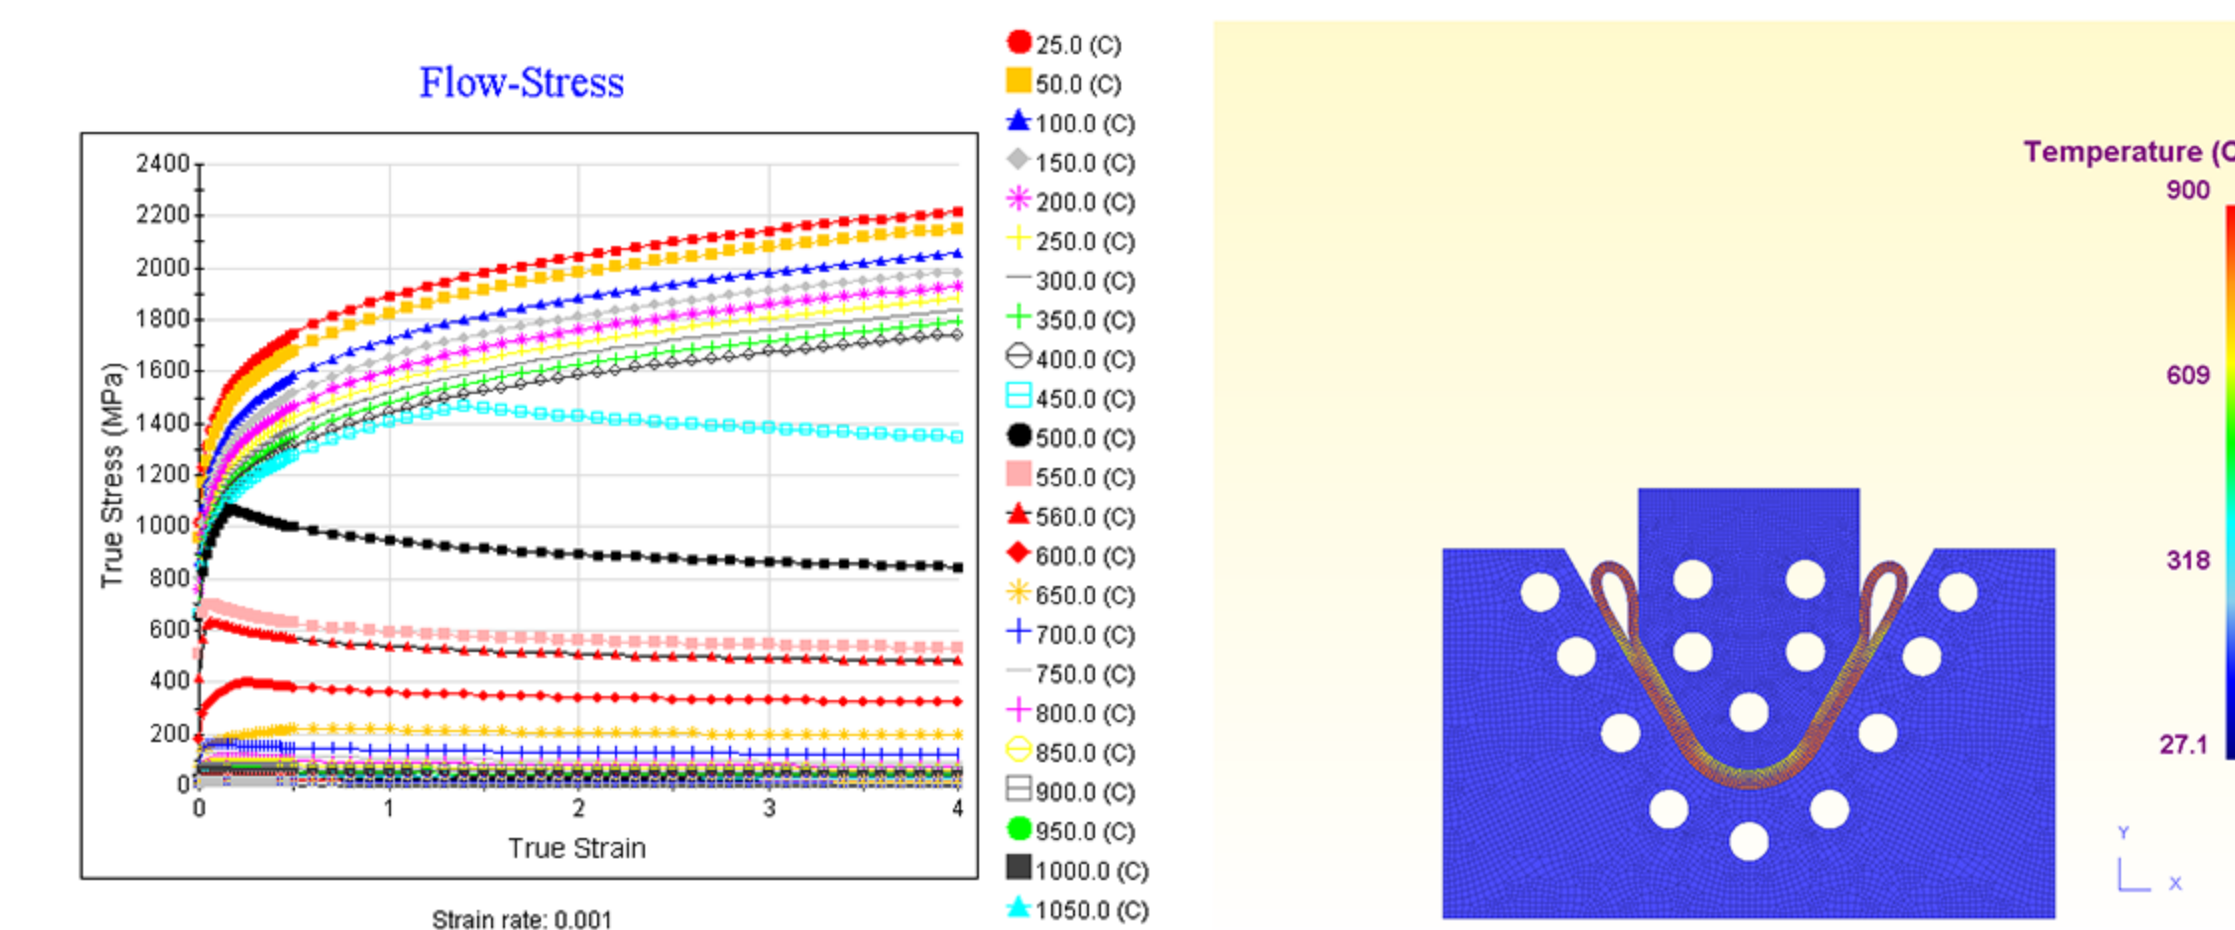 Flow-Stress
2400
2200
2000
1800
1600
1400
1200
1000
800
600
400
200
0
True Stress (MPa)
0 1 2 3 4
True Strain
Strain rate: 0.001
25.0 (C)
50.0 (C)
100.0 (C)
150.0 (C)
200.0 (C)
250.0 (C)
300.0 (C)
350.0 (C)
400.0 (C)
450.0 (C)
500.0 (C)
550.0 (C)
560.0 (C)
600.0 (C)
650.0 (C)
700.0 (C)
750.0 (C)
800.0 (C)
850.0 (C)
900.0 (C)
950.0 (C)
1000.0 (C)
1050.0 (C)
Temperature (C
900
609
318
27.1
Y
X